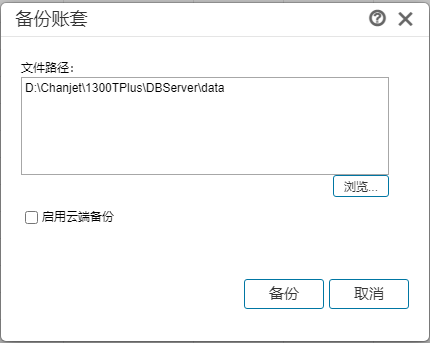 备份账套
文件路径：
D:\Chanjet\1300TPlus\DBServer\data
浏览...
启用云端备份
备份
取消